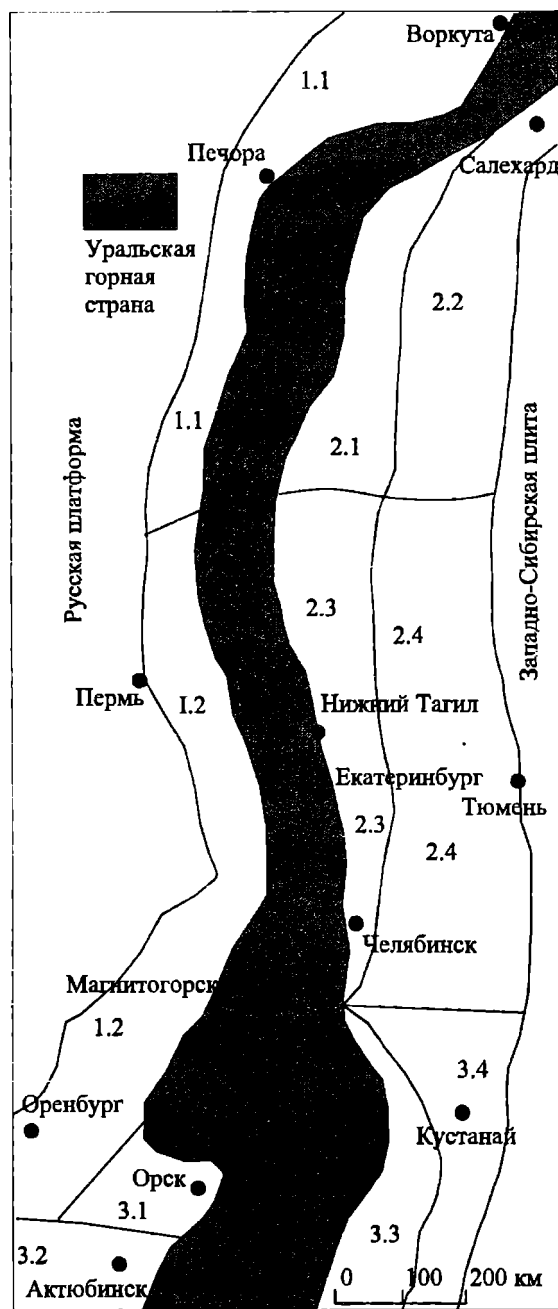 Воркута
1.1
Печора
Салехард
Уральская
горная
страна
2.2
1.1
2.1
Русская платформа
Западно-Сибирская плита
2.3
2.4
Пермь
I.2
Нижний Тагил
Екатеринбург
Тюмень
2.3
2.4
Челябинск
Магнитогорск
1.2
3.4
Оренбург
Кустанай
Орск
3.1
3.2
3.3
Актюбинск
0 100 200 км